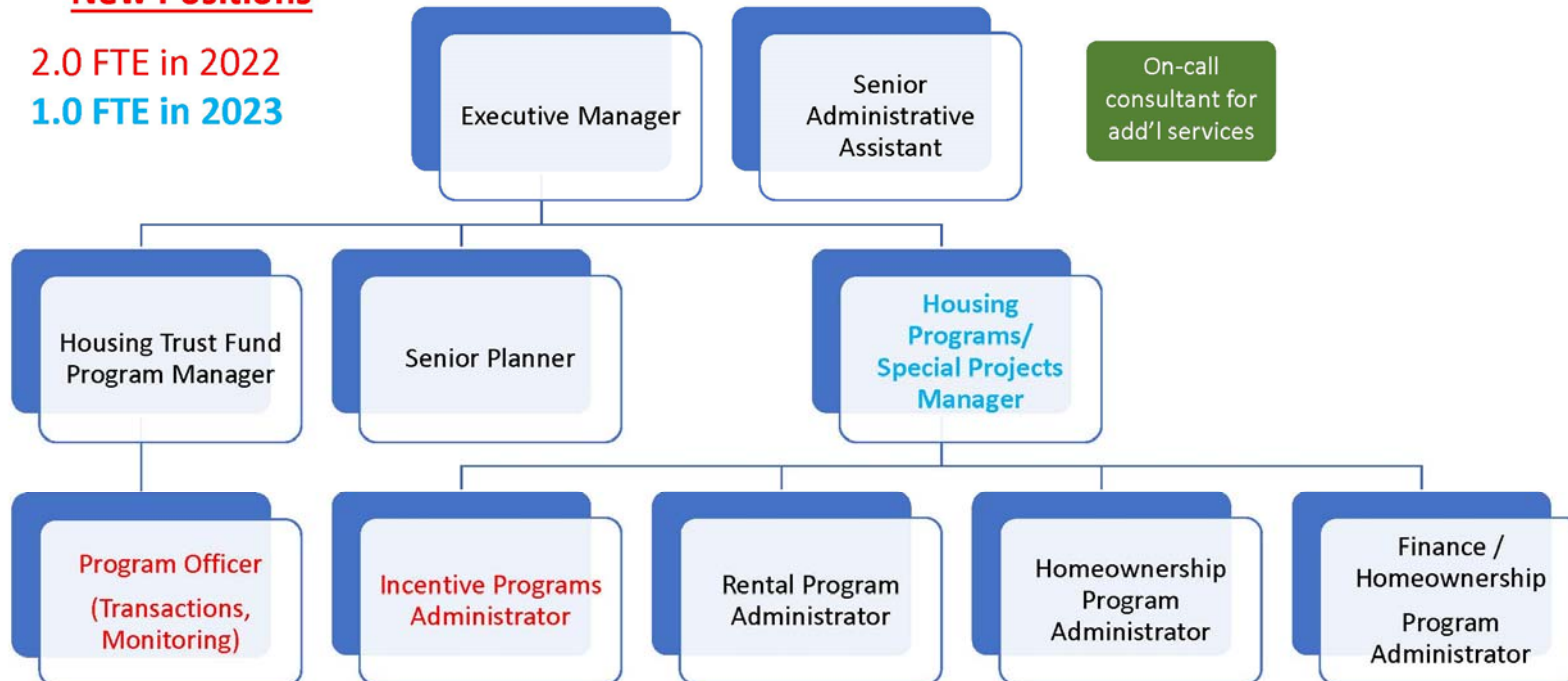 New Positions
2.0 FTE in 2022
1.0 FTE in 2023
Executive Manager
Senior
Administrative
Assistant
On-call
consultant for
add'l services
Housing Trust Fund
Program Manager
Senior Planner
Housing
Programs/
Special Projects
Manager
Program Officer
(Transactions,
Monitoring)
Incentive Programs
Administrator
Rental Program
Administrator
Homeownership
Program
Administrator
Finance /
Homeownership
Program
Administrator